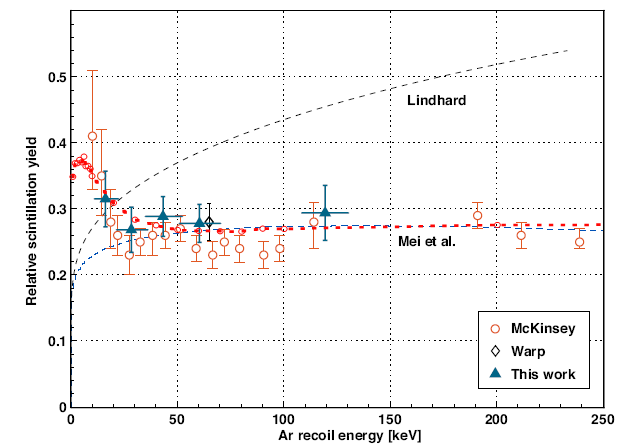 0.5
0.4
0.3
0.2
0.1
0
0
50
100
150
200
250
Relative scintillation yield
Ar recoil energy [keV]
Lindhard
Mei et al.
McKinsey
Warp
This work